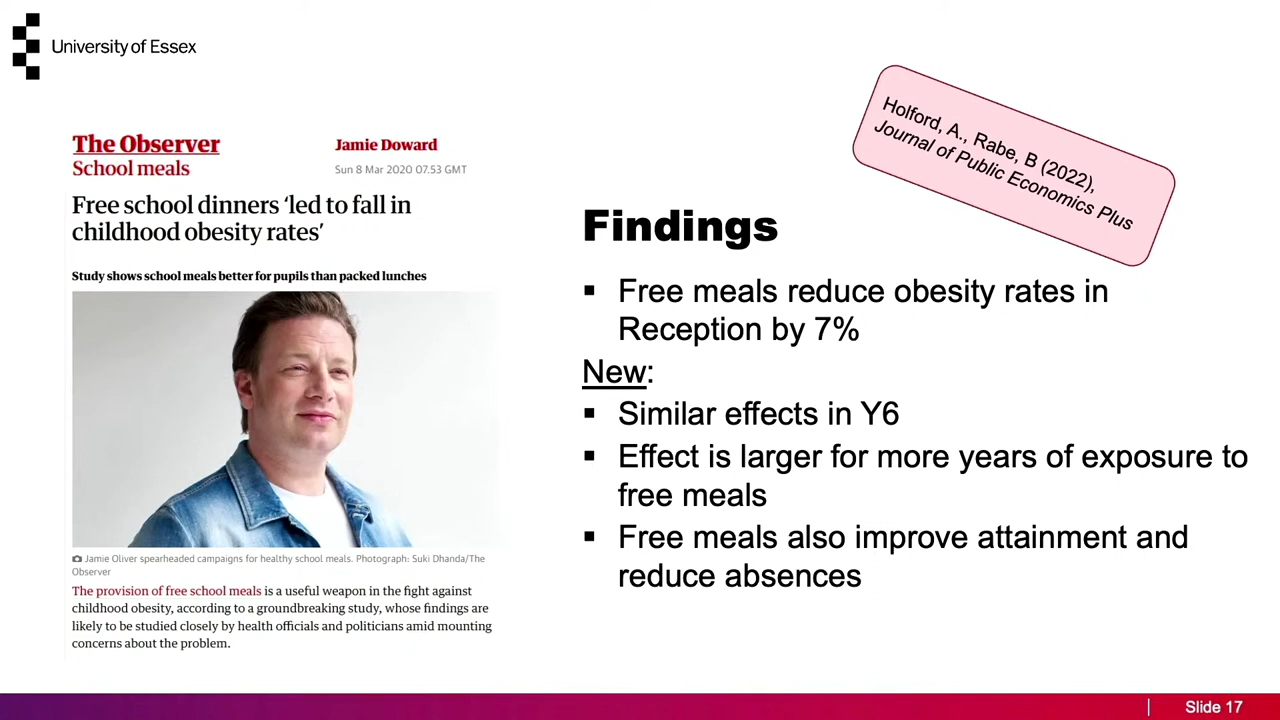 University of Essex
The Observer
School meals
Jamie Doward
Sun 8 Mar 2020 07.53 GMT
Free school dinners ‘led to fall in
childhood obesity rates’
Study shows school meals better for pupils than packed lunches
Jamie Oliver spearheaded campaigns for healthy school meals. Photograph: Suki Dhanda/The
Observer
The provision of free school meals is a useful weapon in the fight against
childhood obesity, according to a groundbreaking study, whose findings are
likely to be studied closely by health officials and politicians amid mounting
concerns about the problem.
Holford, A., Rabe, B (2022),
Journal of Public Economics Plus
Findings
▪ Free meals reduce obesity rates in
Reception by 7%
New:
▪ Similar effects in Y6
▪ Effect is larger for more years of exposure to
free meals
▪ Free meals also improve attainment and
reduce absences
Slide 17